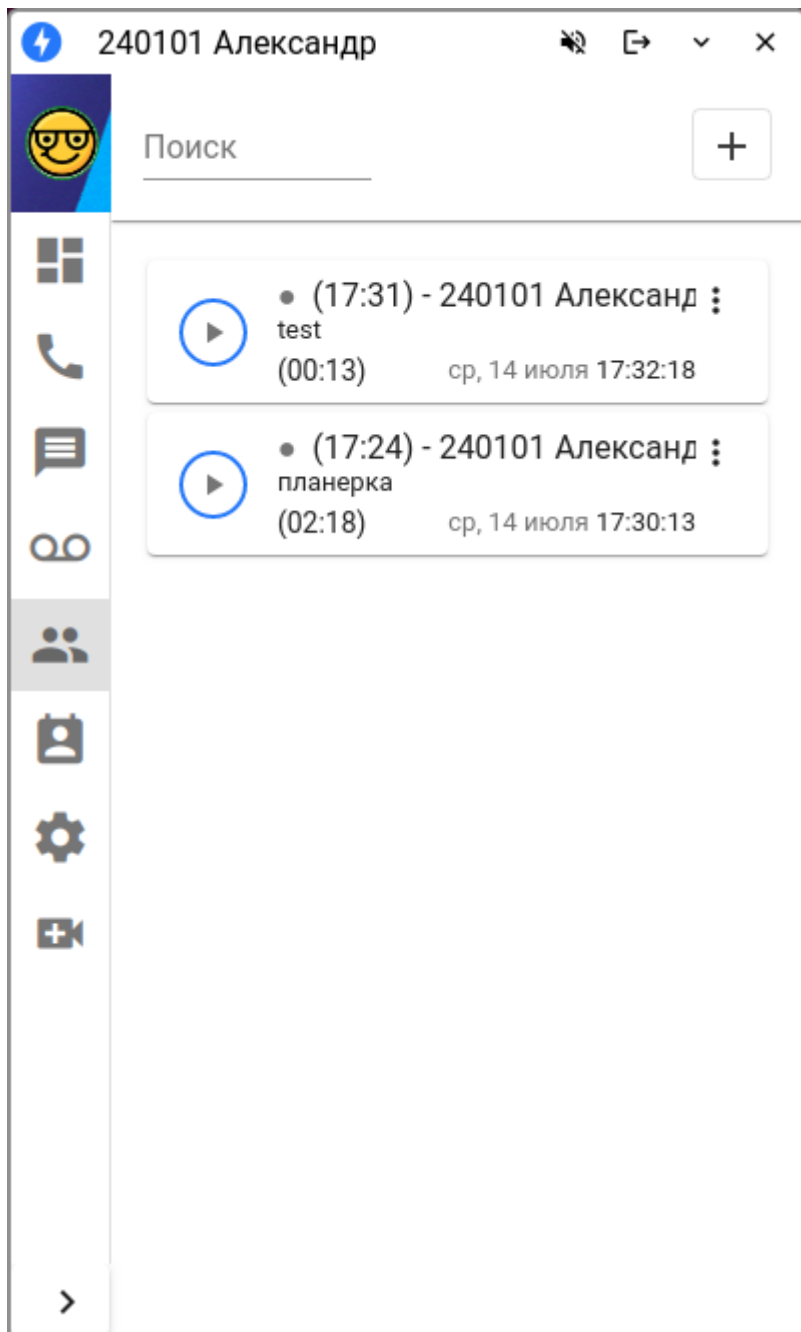 240101 Александр
Поиск
(17:31) - 240101 Александ
test
(00:13) ср, 14 июля 17:32:18
(17:24) - 240101 Александ
планерка
(02:18) ср, 14 июля 17:30:13